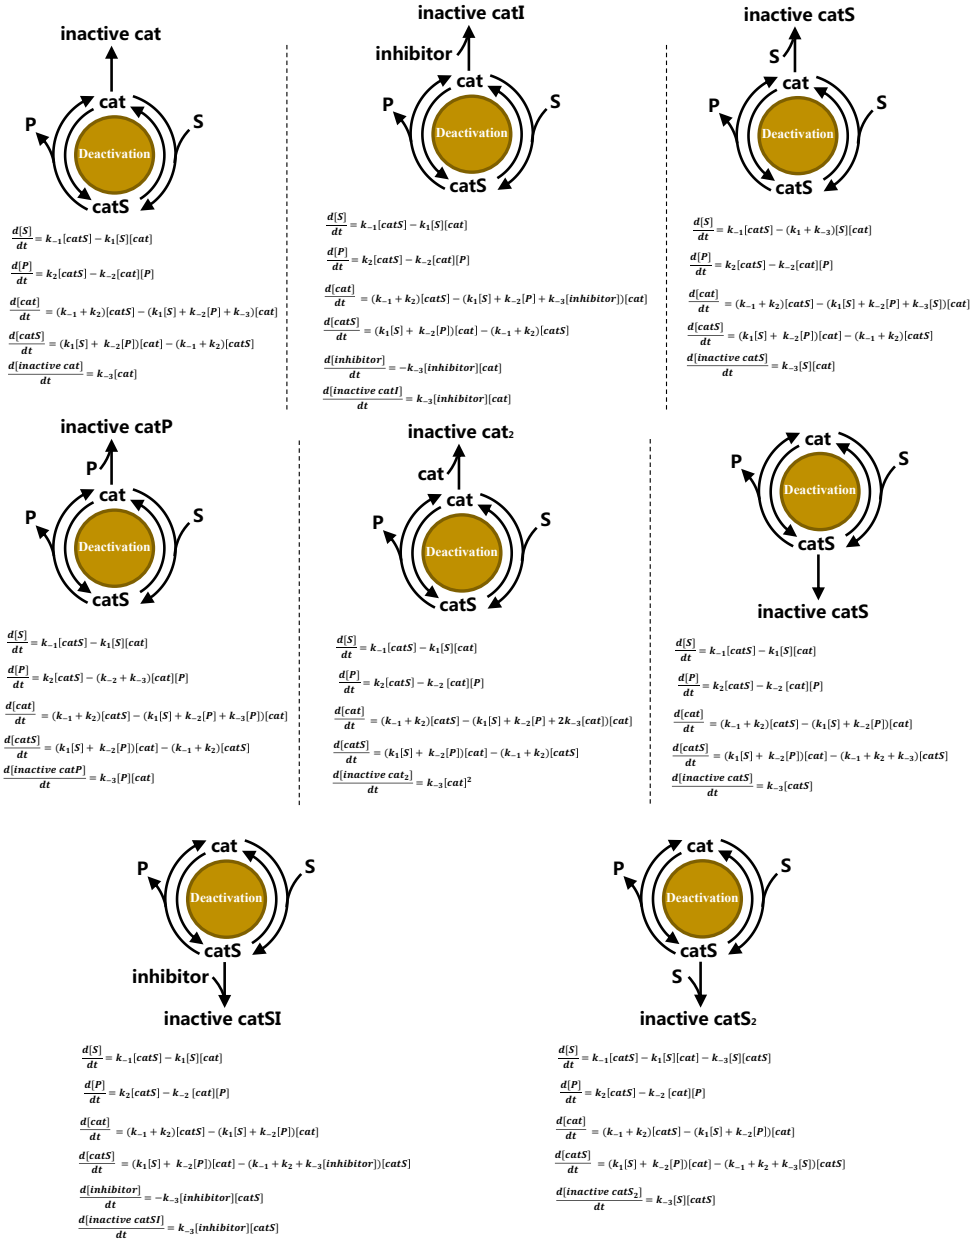 inactive cat
cat
P
S
Deactivation
catS
d[S]/dt = k₋₁[catS] − k₁[S][cat]
d[P]/dt = k₂[catS] − k₋₂[cat][P]
d[cat]/dt = (k₋₁ + k₂)[catS] − (k₁[S] + k₋₂[P] + k₋₃)[cat]
d[catS]/dt = (k₁[S] + k₋₂[P])[cat] − (k₋₁ + k₂)[catS]
d[inactive cat]/dt = k₋₃[cat]
inactive catI
inhibitor
cat
P
S
Deactivation
catS
d[S]/dt = k₋₁[catS] − k₁[S][cat]
d[P]/dt = k₂[catS] − k₋₂[cat][P]
d[cat]/dt = (k₋₁ + k₂)[catS] − (k₁[S] + k₋₂[P] + k₋₃[inhibitor])[cat]
d[catS]/dt = (k₁[S] + k₋₂[P])[cat] − (k₋₁ + k₂)[catS]
d[inhibitor]/dt = −k₋₃[inhibitor][cat]
d[inactive catI]/dt = k₋₃[inhibitor][cat]
inactive catS
S
cat
P
S
Deactivation
catS
d[S]/dt = k₋₁[catS] − (k₁ + k₋₃)[S][cat]
d[P]/dt = k₂[catS] − k₋₂[cat][P]
d[cat]/dt = (k₋₁ + k₂)[catS] − (k₁[S] + k₋₂[P] + k₋₃[S])[cat]
d[catS]/dt = (k₁[S] + k₋₂[P])[cat] − (k₋₁ + k₂)[catS]
d[inactive catS]/dt = k₋₃[S][cat]
inactive catP
P
cat
P
S
Deactivation
catS
d[S]/dt = k₋₁[catS] − k₁[S][cat]
d[P]/dt = k₂[catS] − (k₋₂ + k₋₃)[cat][P]
d[cat]/dt = (k₋₁ + k₂)[catS] − (k₁[S] + k₋₂[P] + k₋₃[P])[cat]
d[catS]/dt = (k₁[S] + k₋₂[P])[cat] − (k₋₁ + k₂)[catS]
d[inactive catP]/dt = k₋₃[P][cat]
inactive cat₂
cat
cat
P
S
Deactivation
catS
d[S]/dt = k₋₁[catS] − k₁[S][cat]
d[P]/dt = k₂[catS] − k₋₂ [cat][P]
d[cat]/dt = (k₋₁ + k₂)[catS] − (k₁[S] + k₋₂[P] + 2k₋₃[cat])[cat]
d[catS]/dt = (k₁[S] + k₋₂[P])[cat] − (k₋₁ + k₂)[catS]
d[inactive cat₂]/dt = k₋₃[cat]²
cat
P
S
Deactivation
catS
inactive catS
d[S]/dt = k₋₁[catS] − k₁[S][cat]
d[P]/dt = k₂[catS] − k₋₂ [cat][P]
d[cat]/dt = (k₋₁ + k₂)[catS] − (k₁[S] + k₋₂[P])[cat]
d[catS]/dt = (k₁[S] + k₋₂[P])[cat] − (k₋₁ + k₂ + k₋₃)[catS]
d[inactive catS]/dt = k₋₃[catS]
cat
P
S
Deactivation
catS
inhibitor
inactive catSI
d[S]/dt = k₋₁[catS] − k₁[S][cat]
d[P]/dt = k₂[catS] − k₋₂ [cat][P]
d[cat]/dt = (k₋₁ + k₂)[catS] − (k₁[S] + k₋₂[P])[cat]
d[catS]/dt = (k₁[S] + k₋₂[P])[cat] − (k₋₁ + k₂ + k₋₃[inhibitor])[catS]
d[inhibitor]/dt = −k₋₃[inhibitor][catS]
d[inactive catSI]/dt = k₋₃[inhibitor][catS]
cat
P
S
Deactivation
catS
S
inactive catS₂
d[S]/dt = k₋₁[catS] − k₁[S][cat] − k₋₃[S][catS]
d[P]/dt = k₂[catS] − k₋₂ [cat][P]
d[cat]/dt = (k₋₁ + k₂)[catS] − (k₁[S] + k₋₂[P])[cat]
d[catS]/dt = (k₁[S] + k₋₂[P])[cat] − (k₋₁ + k₂ + k₋₃[S])[catS]
d[inactive catS₂]/dt = k₋₃[S][catS]